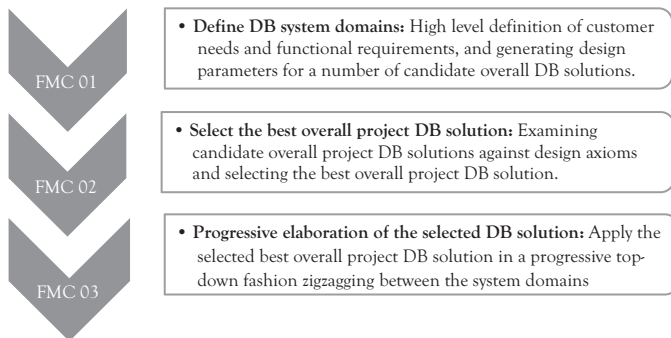 FMC 01
• Define DB system domains: High level definition of customer
needs and functional requirements, and generating design
parameters for a number of candidate overall DB solutions.
FMC 02
• Select the best overall project DB solution: Examining
candidate overall project DB solutions against design axioms
and selecting the best overall project DB solution.
FMC 03
• Progressive elaboration of the selected DB solution: Apply the
selected best overall project DB solution in a progressive top-
down fashion zigzagging between the system domains